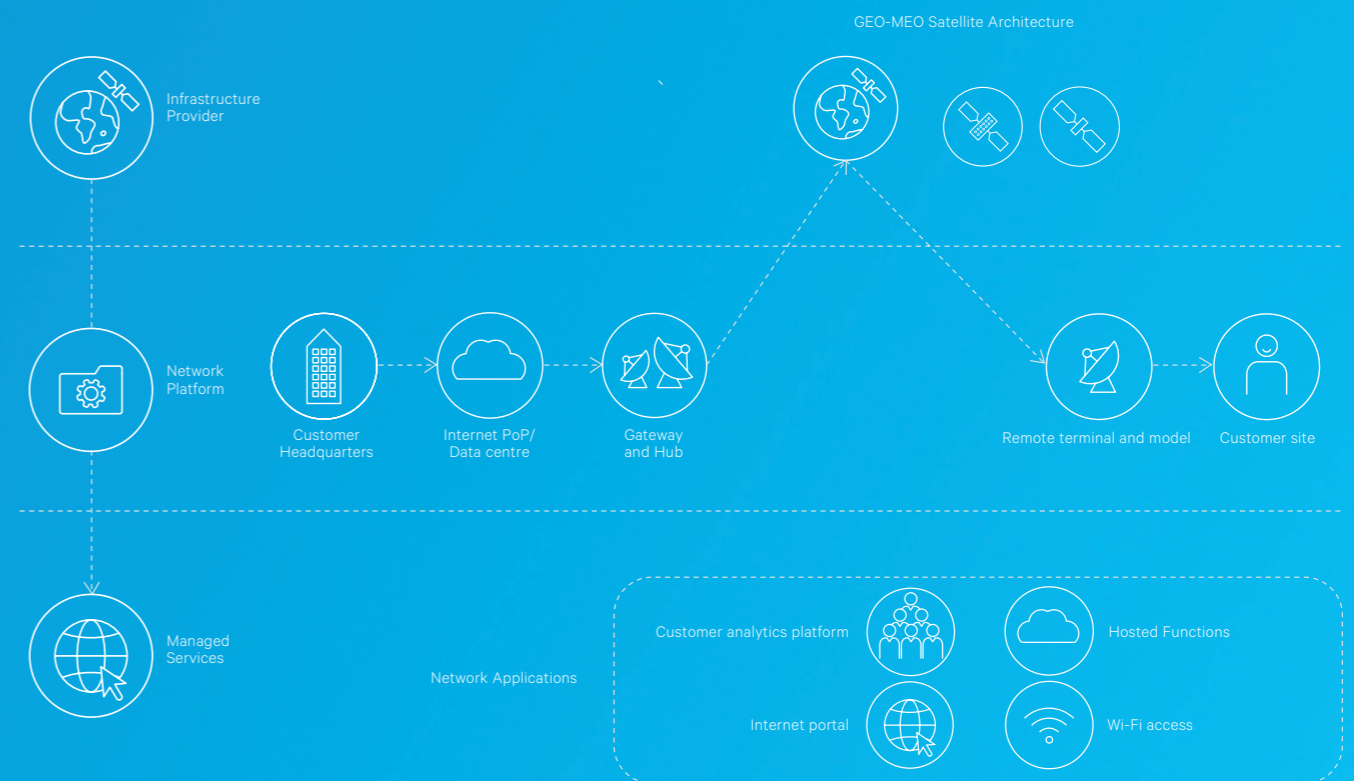 GEO-MEO Satellite Architecture
Infrastructure
Provider
Network
Platform
Customer
Headquarters
Internet PoP/
Data centre
Gateway
and Hub
Remote terminal and model
Customer site
Managed
Services
Network Applications
Customer analytics platform
Hosted Functions
Internet portal
Wi-Fi access